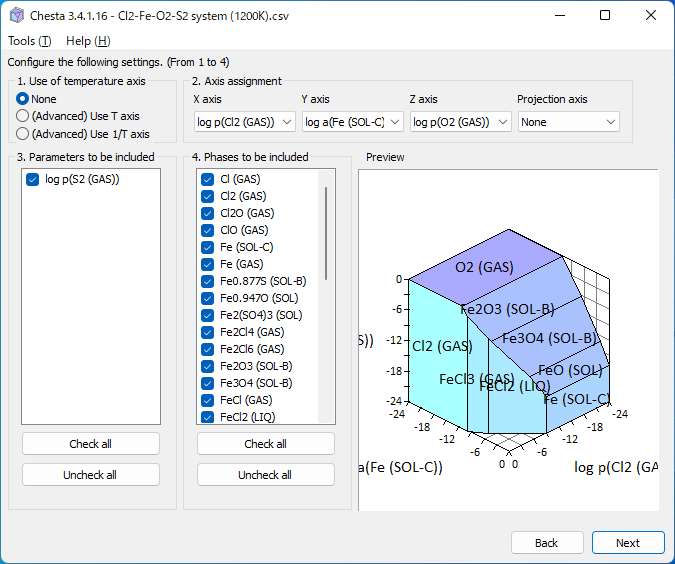 Chesta 3.4.1.16 - Cl2-Fe-O2-S2 system (1200K).csv
Tools (T) Help (H)
Configure the following settings. (From 1 to 4)
1. Use of temperature axis
None
(Advanced) Use T axis
(Advanced) Use 1/T axis
2. Axis assignment
X axis Y axis Z axis Projection axis
log p(Cl2 (GAS)) log a(Fe (SOL-C) log p(O2 (GAS)) None
3. Parameters to be included
log p(S2 (GAS))
Check all
Uncheck all
4. Phases to be included
Cl (GAS)
Cl2 (GAS)
Cl2O (GAS)
ClO (GAS)
Fe (SOL-C)
Fe (GAS)
Fe0.877S (SOL-B)
Fe0.947O (SOL)
Fe2(SO4)3 (SOL)
Fe2Cl4 (GAS)
Fe2Cl6 (GAS)
Fe2O3 (SOL-B)
Fe3O4 (SOL-B)
FeCl (GAS)
FeCl2 (LIQ)
Check all
Uncheck all
Preview
O2 (GAS)
Fe2O3 (SOL-B)
Fe3O4 (SOL-B)
Cl2 (GAS)
FeO (SOL)
FeCl3 (GAS)
FeCl2 (LIQ)
Fe (SOL-C)
0
-6
-12
-18
-24
S))
-24 -18 -12 -6 0
0 -6 -12 -18 -24
a(Fe (SOL-C))
log p(Cl2 (GA
Back Next